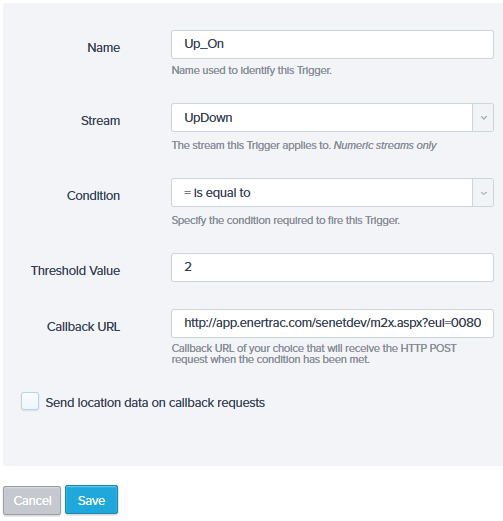 Name
Up_On
Name used to identify this Trigger.
Stream
UpDown
The stream this Trigger applies to. Numeric streams only
Condition
= is equal to
Specify the condition required to fire this Trigger.
Threshold Value
2
Callback URL
http://app.enertrac.com/senetdev/m2x.aspx?eui=0080
Callback URL of your choice that will receive the HTTP POST
request when the condition has been met.
Send location data on callback requests
Cancel
Save